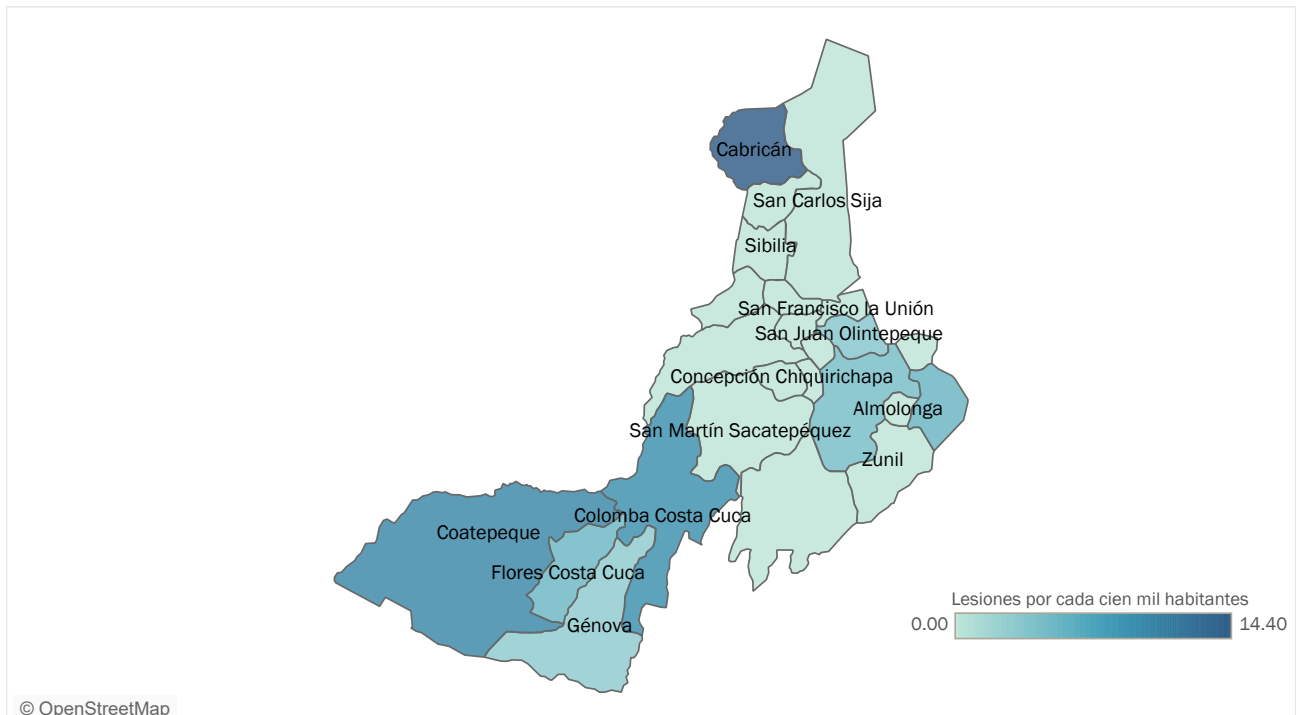 Cabricán
San Carlos Sija
Sibilia
San Francisco la Unión
San Juan Olintepeque
Concepción Chiquirichapa
Almolonga
San Martín Sacatepéquez
Zunil
Colomba Costa Cuca
Coatepeque
Flores Costa Cuca
Génova
Lesiones por cada cien mil habitantes
0.00 14.40
© OpenStreetMap